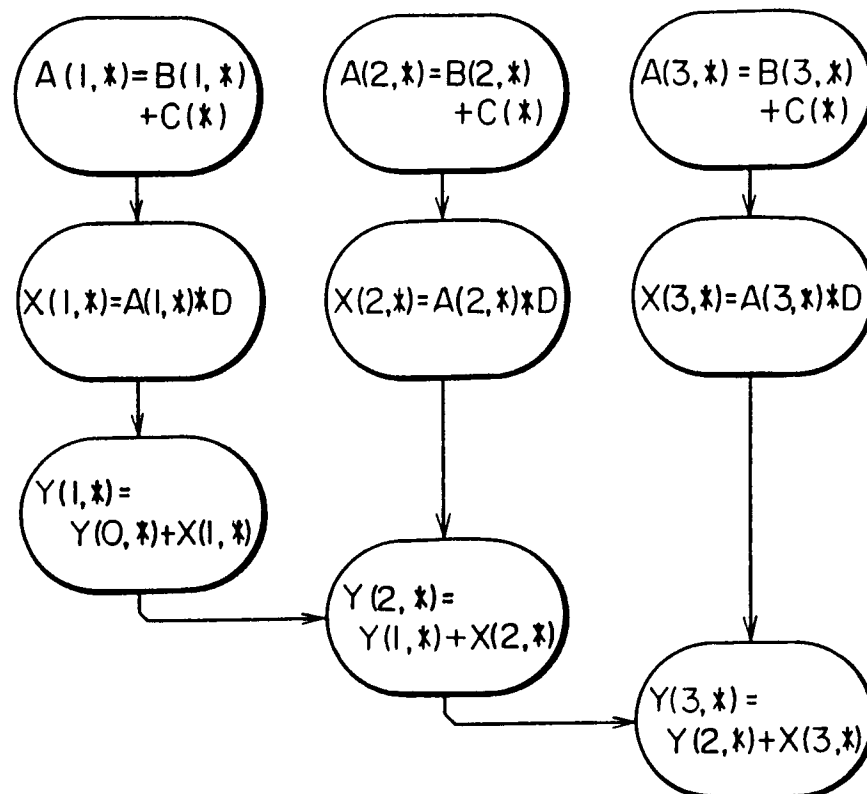 A(1,*)=B(1,*)
+C(*)
A(2,*)=B(2,*)
+C(*)
A(3,*)=B(3,*)
+C(*)
X(1,*)=A(1,*)*D
X(2,*)=A(2,*)*D
X(3,*)=A(3,*)*D
Y(1,*)=
Y(0,*)+X(1,*)
Y(2,*)=
Y(1,*)+X(2,*)
Y(3,*)=
Y(2,*)+X(3,*)